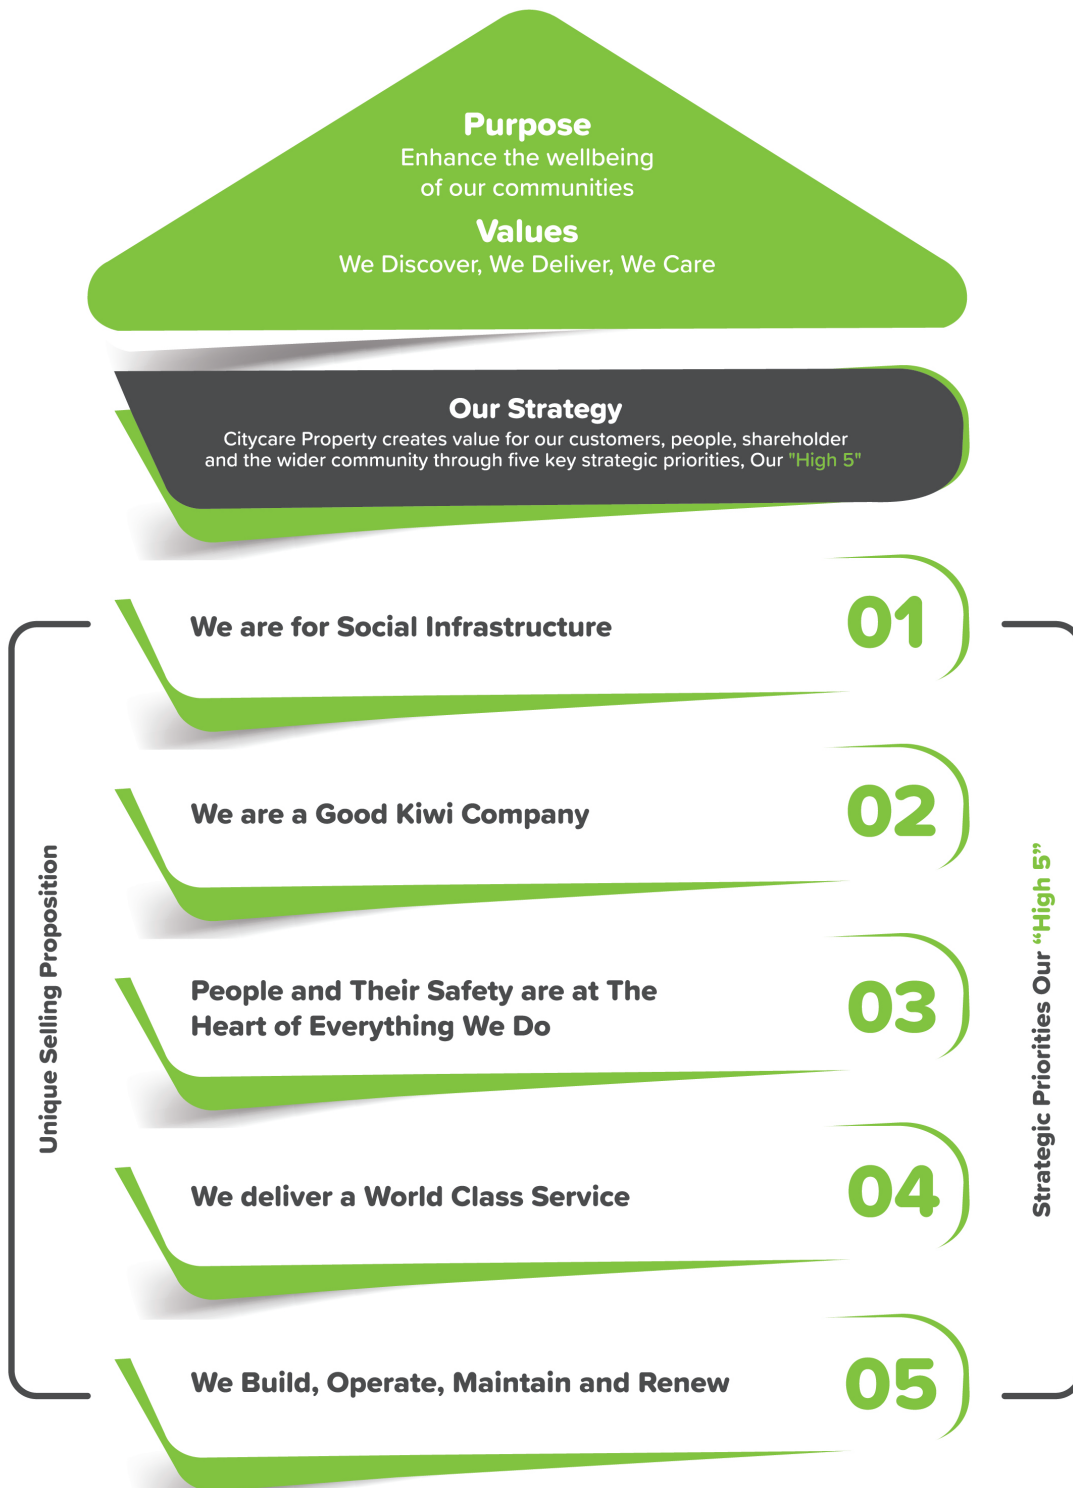 Purpose
Enhance the wellbeing
of our communities
Values
We Discover, We Deliver, We Care
Our Strategy
Citycare Property creates value for our customers, people, shareholder
and the wider community through five key strategic priorities, Our "High 5"
Unique Selling Proposition
We are for Social Infrastructure
01
We are a Good Kiwi Company
02
People and Their Safety are at The
Heart of Everything We Do
03
We deliver a World Class Service
04
We Build, Operate, Maintain and Renew
05
Strategic Priorities Our “High 5”